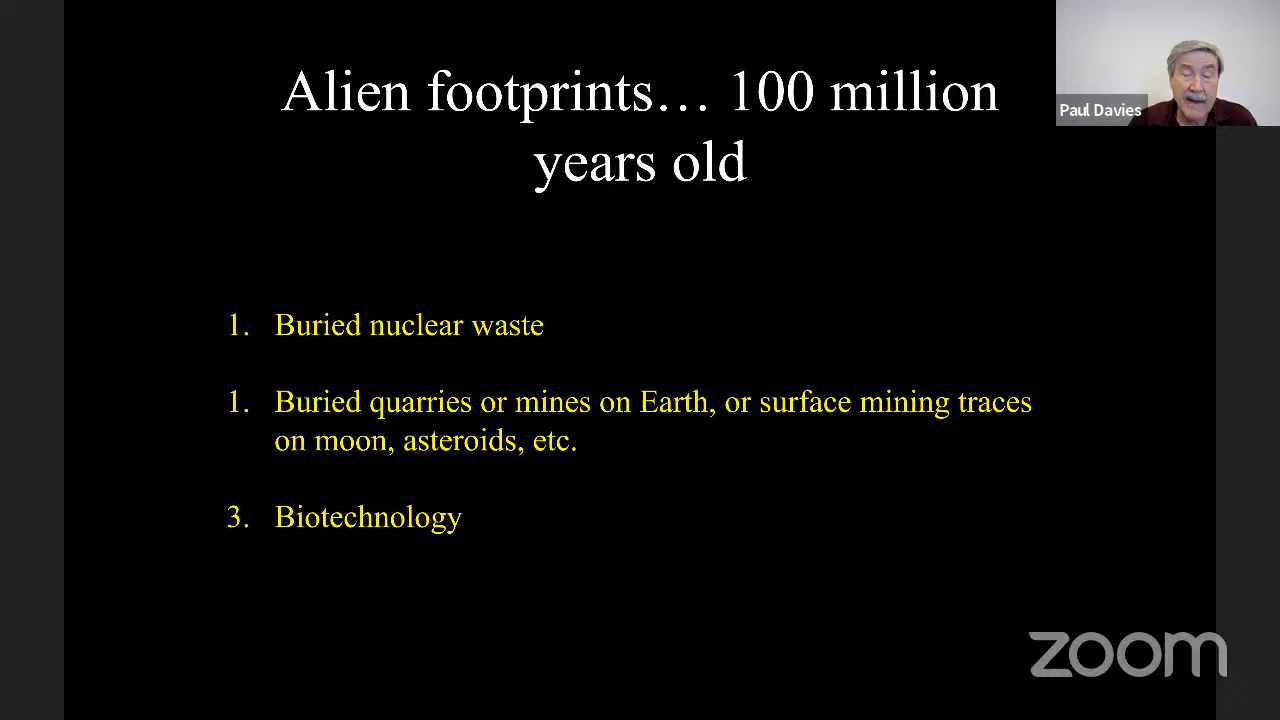 Alien footprints… 100 million
years old
Paul Davies
1. Buried nuclear waste
1. Buried quarries or mines on Earth, or surface mining traces
on moon, asteroids, etc.
3. Biotechnology
zoom